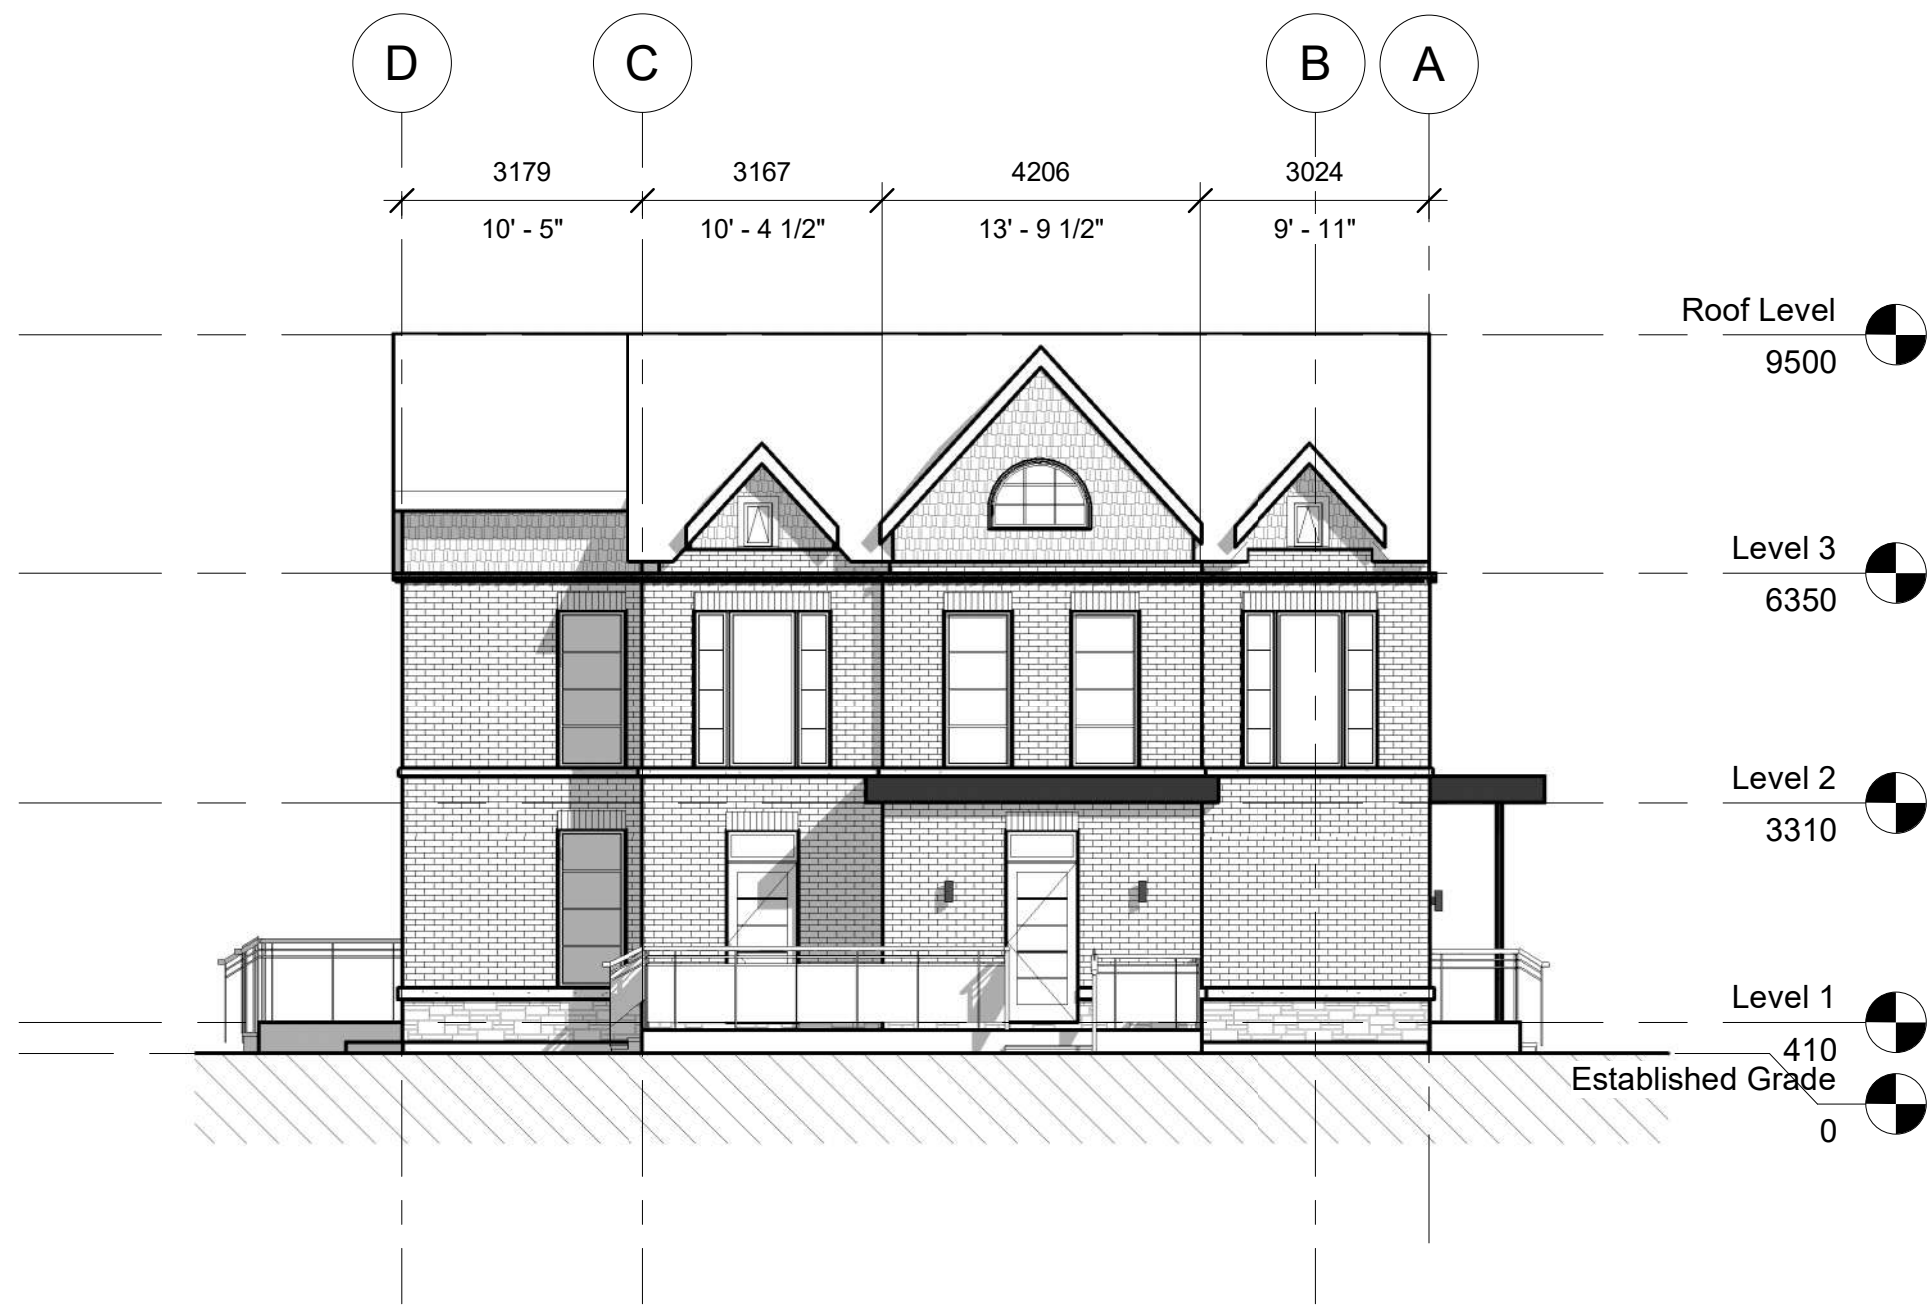 D C B A
3179 3167 4206 3024
10' - 5" 10' - 4 1/2" 13' - 9 1/2" 9' - 11"
Roof Level
9500
Level 3
6350
Level 2
3310
Level 1
410
Established Grade
0